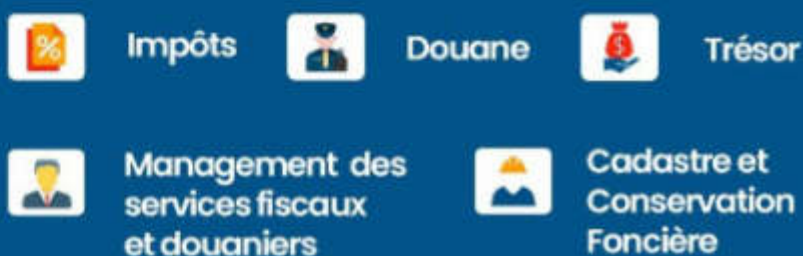 Impôts
Douane
Trésor
Management des
services fiscaux
et douaniers
Cadastre et
Conservation
Foncière